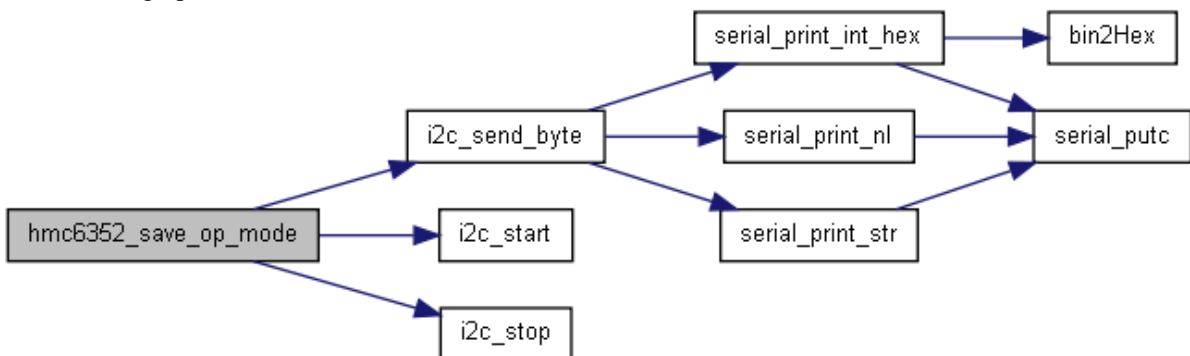 serial_print_int_hex
bin2Hex
i2c_send_byte
serial_print_nl
serial_putc
hmc6352_save_op_mode
i2c_start
serial_print_str
i2c_stop